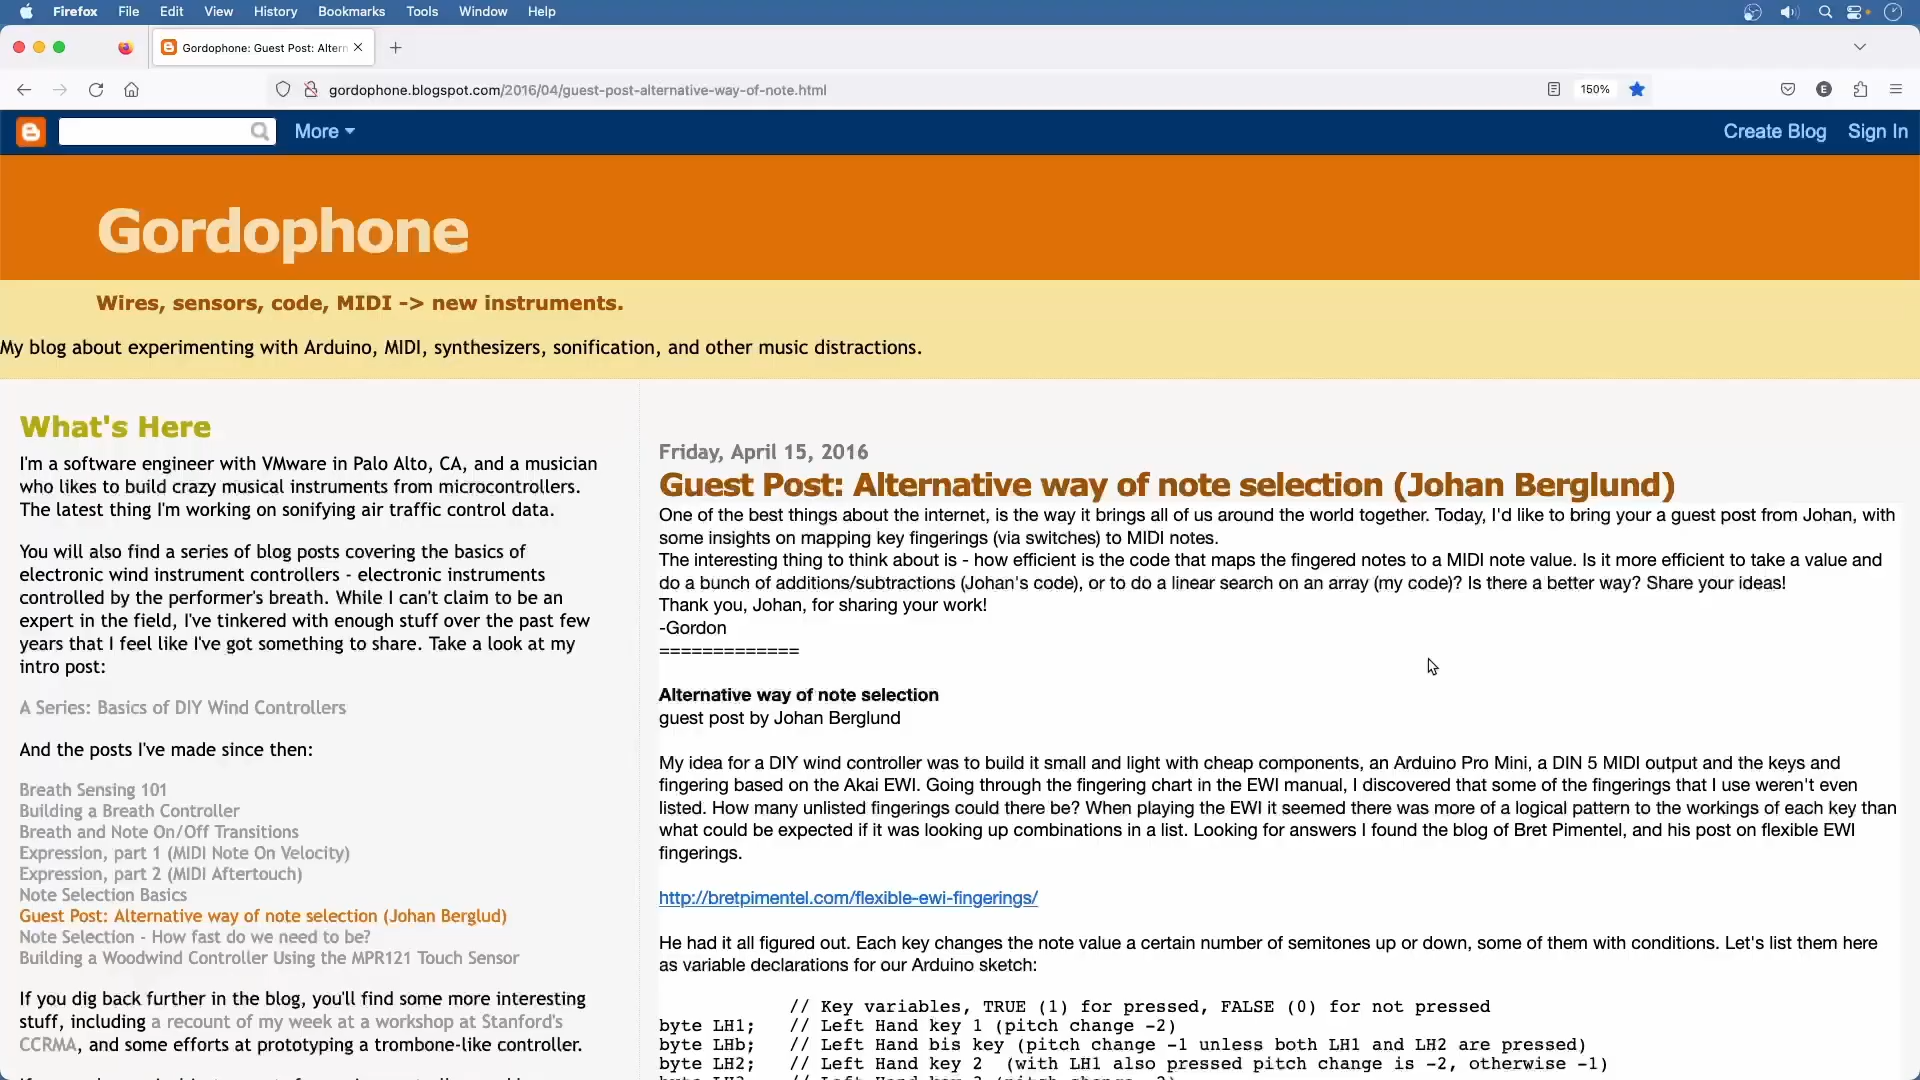 Firefox File Edit View History Bookmarks Tools Window Help
Gordophone: Guest Post: Altern
gordophone.blogspot.com/2016/04/guest-post-alternative-way-of-note.html
150%
E
More
Create Blog Sign In
Gordophone
Wires, sensors, code, MIDI -> new instruments.
My blog about experimenting with Arduino, MIDI, synthesizers, sonification, and other music distractions.
What's Here
I'm a software engineer with VMware in Palo Alto, CA, and a musician
who likes to build crazy musical instruments from microcontrollers.
The latest thing I'm working on sonifying air traffic control data.
You will also find a series of blog posts covering the basics of
electronic wind instrument controllers - electronic instruments
controlled by the performer's breath. While I can't claim to be an
expert in the field, I've tinkered with enough stuff over the past few
years that I feel like I've got something to share. Take a look at my
intro post:
A Series: Basics of DIY Wind Controllers
And the posts I've made since then:
Breath Sensing 101
Building a Breath Controller
Breath and Note On/Off Transitions
Expression, part 1 (MIDI Note On Velocity)
Expression, part 2 (MIDI Aftertouch)
Note Selection Basics
Guest Post: Alternative way of note selection (Johan Berglud)
Note Selection - How fast do we need to be?
Building a Woodwind Controller Using the MPR121 Touch Sensor
If you dig back further in the blog, you'll find some more interesting
stuff, including a recount of my week at a workshop at Stanford's
CCRMA, and some efforts at prototyping a trombone-like controller.
Friday, April 15, 2016
Guest Post: Alternative way of note selection (Johan Berglund)
One of the best things about the internet, is the way it brings all of us around the world together. Today, I'd like to bring your a guest post from Johan, with
some insights on mapping key fingerings (via switches) to MIDI notes.
The interesting thing to think about is - how efficient is the code that maps the fingered notes to a MIDI note value. Is it more efficient to take a value and
do a bunch of additions/subtractions (Johan's code), or to do a linear search on an array (my code)? Is there a better way? Share your ideas!
Thank you, Johan, for sharing your work!
-Gordon
=============
Alternative way of note selection
guest post by Johan Berglund
My idea for a DIY wind controller was to build it small and light with cheap components, an Arduino Pro Mini, a DIN 5 MIDI output and the keys and
fingering based on the Akai EWI. Going through the fingering chart in the EWI manual, I discovered that some of the fingerings that I use weren't even
listed. How many unlisted fingerings could there be? When playing the EWI it seemed there was more of a logical pattern to the workings of each key than
what could be expected if it was looking up combinations in a list. Looking for answers I found the blog of Bret Pimentel, and his post on flexible EWI
fingerings.
http://bretpimentel.com/flexible-ewi-fingerings/
He had it all figured out. Each key changes the note value a certain number of semitones up or down, some of them with conditions. Let's list them here
as variable declarations for our Arduino sketch:
// Key variables, TRUE (1) for pressed, FALSE (0) for not pressed
byte LH1; // Left Hand key 1 (pitch change -2)
byte LHb; // Left Hand bis key (pitch change -1 unless both LH1 and LH2 are pressed)
byte LH2; // Left Hand key 2 (with LH1 also pressed pitch change is -2, otherwise -1)